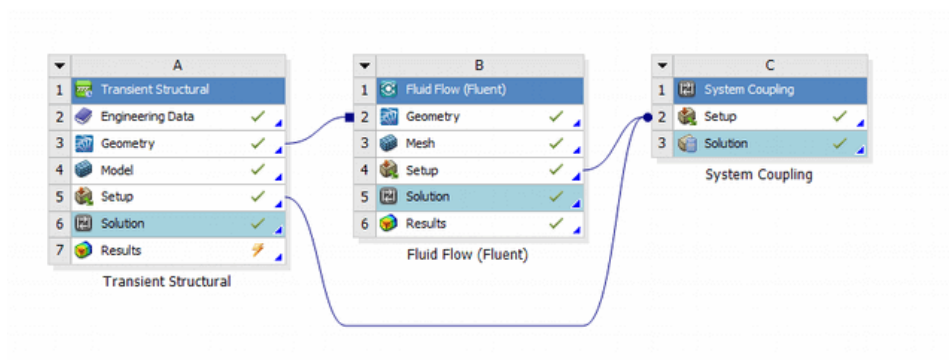 A
1 Transient Structural
2 Engineering Data
3 Geometry
4 Model
5 Setup
6 Solution
7 Results
Transient Structural
B
1 Fluid Flow (Fluent)
2 Geometry
3 Mesh
4 Setup
5 Solution
6 Results
Fluid Flow (Fluent)
C
1 System Coupling
2 Setup
3 Solution
System Coupling